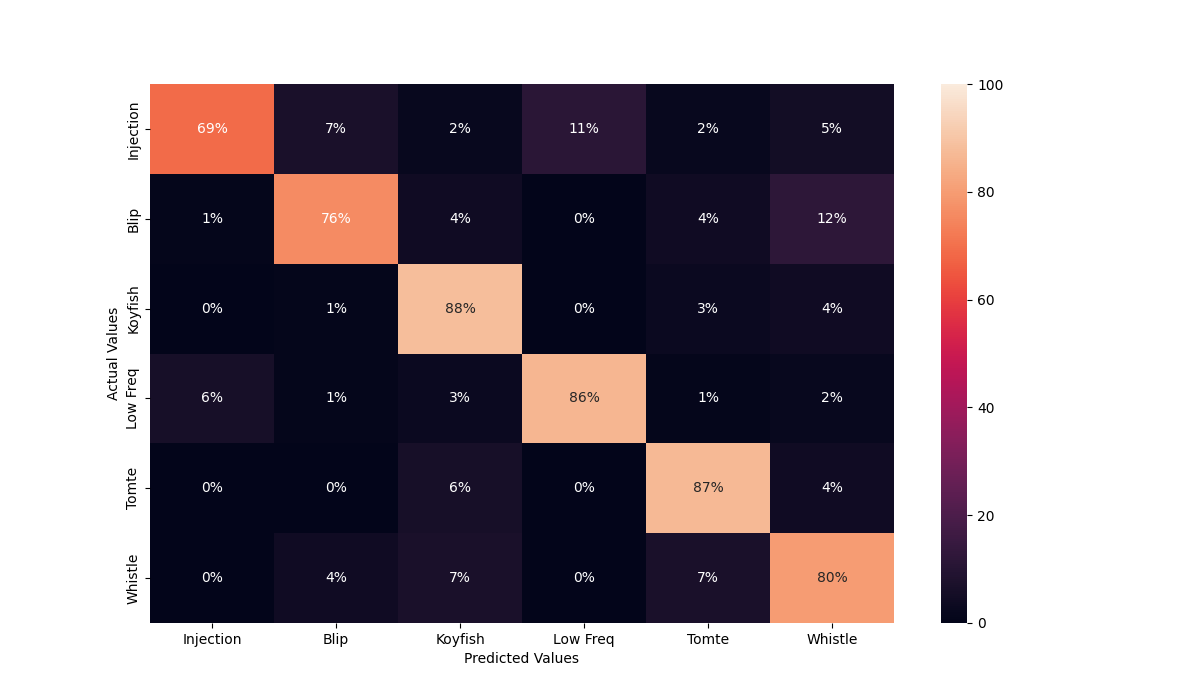 Actual Values
Injection 69% 7% 2% 11% 2% 5%
Blip 1% 76% 4% 0% 4% 12%
Koyfish 0% 1% 88% 0% 3% 4%
Low Freq 6% 1% 3% 86% 1% 2%
Tomte 0% 0% 6% 0% 87% 4%
Whistle 0% 4% 7% 0% 7% 80%
Injection Blip Koyfish Low Freq Tomte Whistle
Predicted Values
100
80
60
40
20
0